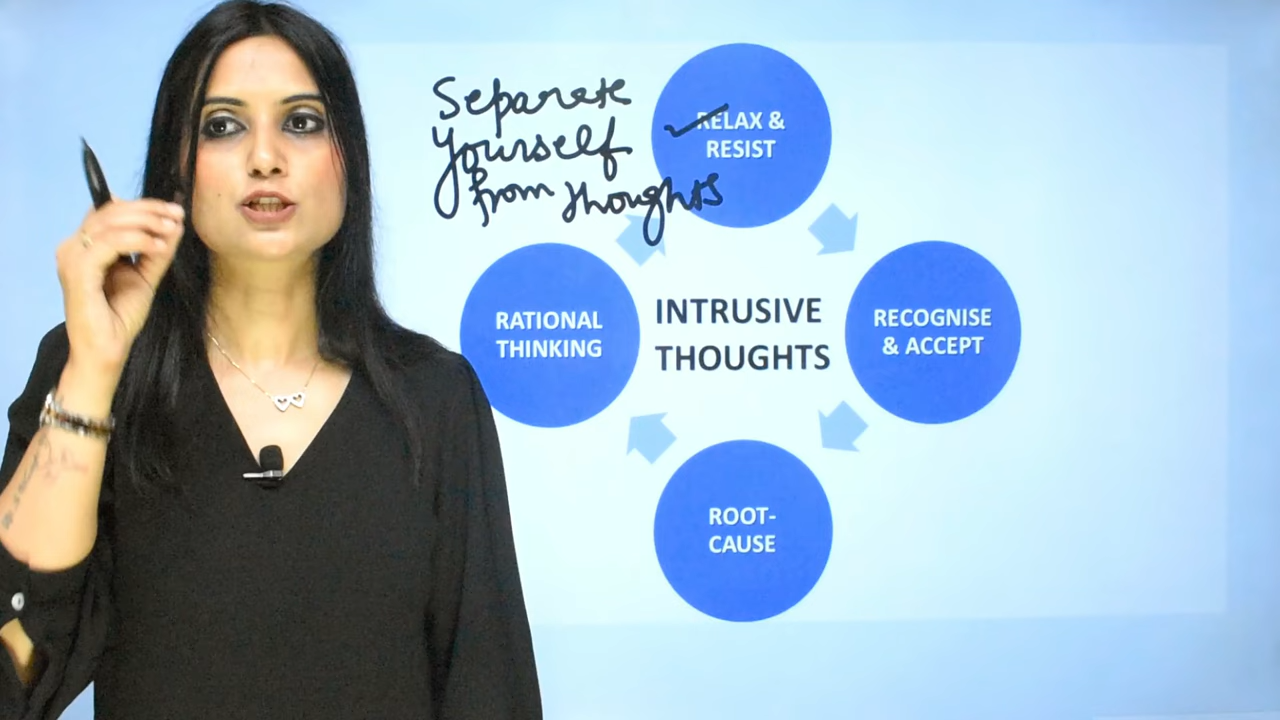 Separate
yourself
from thoughts
RELAX &
RESIST
RATIONAL
THINKING
INTRUSIVE
THOUGHTS
RECOGNISE
& ACCEPT
ROOT-
CAUSE